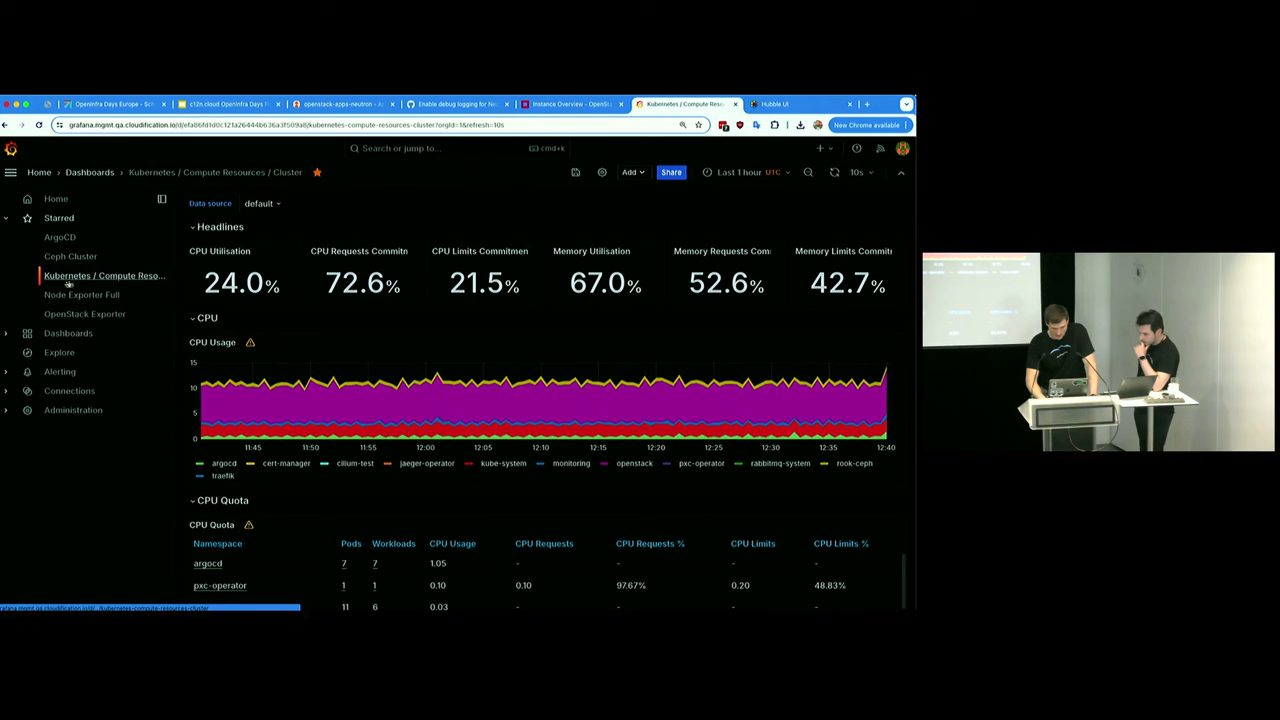 OpenInfra Days Europe - Sch
c12n.cloud OpenInfra Days F
openstack-apps-neutron - A
Enable debug logging for Ne
Instance Overview - OpenSt
Kubernetes / Compute Reso
Hubble UI
grafana.mgmt.qa.cloudification.io/d/efa86fd1d0c121a26444b636a3f509a8/kubernetes-compute-resources-cluster?orgId=1&refresh=10s
New Chrome available
Search or jump to...
cmd+k
Home > Dashboards > Kubernetes / Compute Resources / Cluster
Add
Share
Last 1 hour UTC
10s
Home
Starred
ArgoCD
Ceph Cluster
Kubernetes / Compute Reso...
Node Exporter Full
OpenStack Exporter
Dashboards
Explore
Alerting
Connections
Administration
Data source default
Headlines
CPU Utilisation
24.0%
CPU Requests Commitm
72.6%
CPU Limits Commitmen
21.5%
Memory Utilisation
67.0%
Memory Requests Com
52.6%
Memory Limits Commit
42.7%
CPU
CPU Usage
15
10
5
0
11:45 11:50 11:55 12:00 12:05 12:10 12:15 12:20 12:25 12:30 12:35 12:40
argocd cert-manager cilium-test jaeger-operator kube-system monitoring openstack pxc-operator rabbitmq-system rook-ceph
traefik
CPU Quota
CPU Quota
Namespace Pods Workloads CPU Usage CPU Requests CPU Requests % CPU Limits CPU Limits %
argocd 7 7 1.05 - - - -
pxc-operator 1 1 0.10 0.10 97.67% 0.20 48.83%
11 6 0.03 - - - -